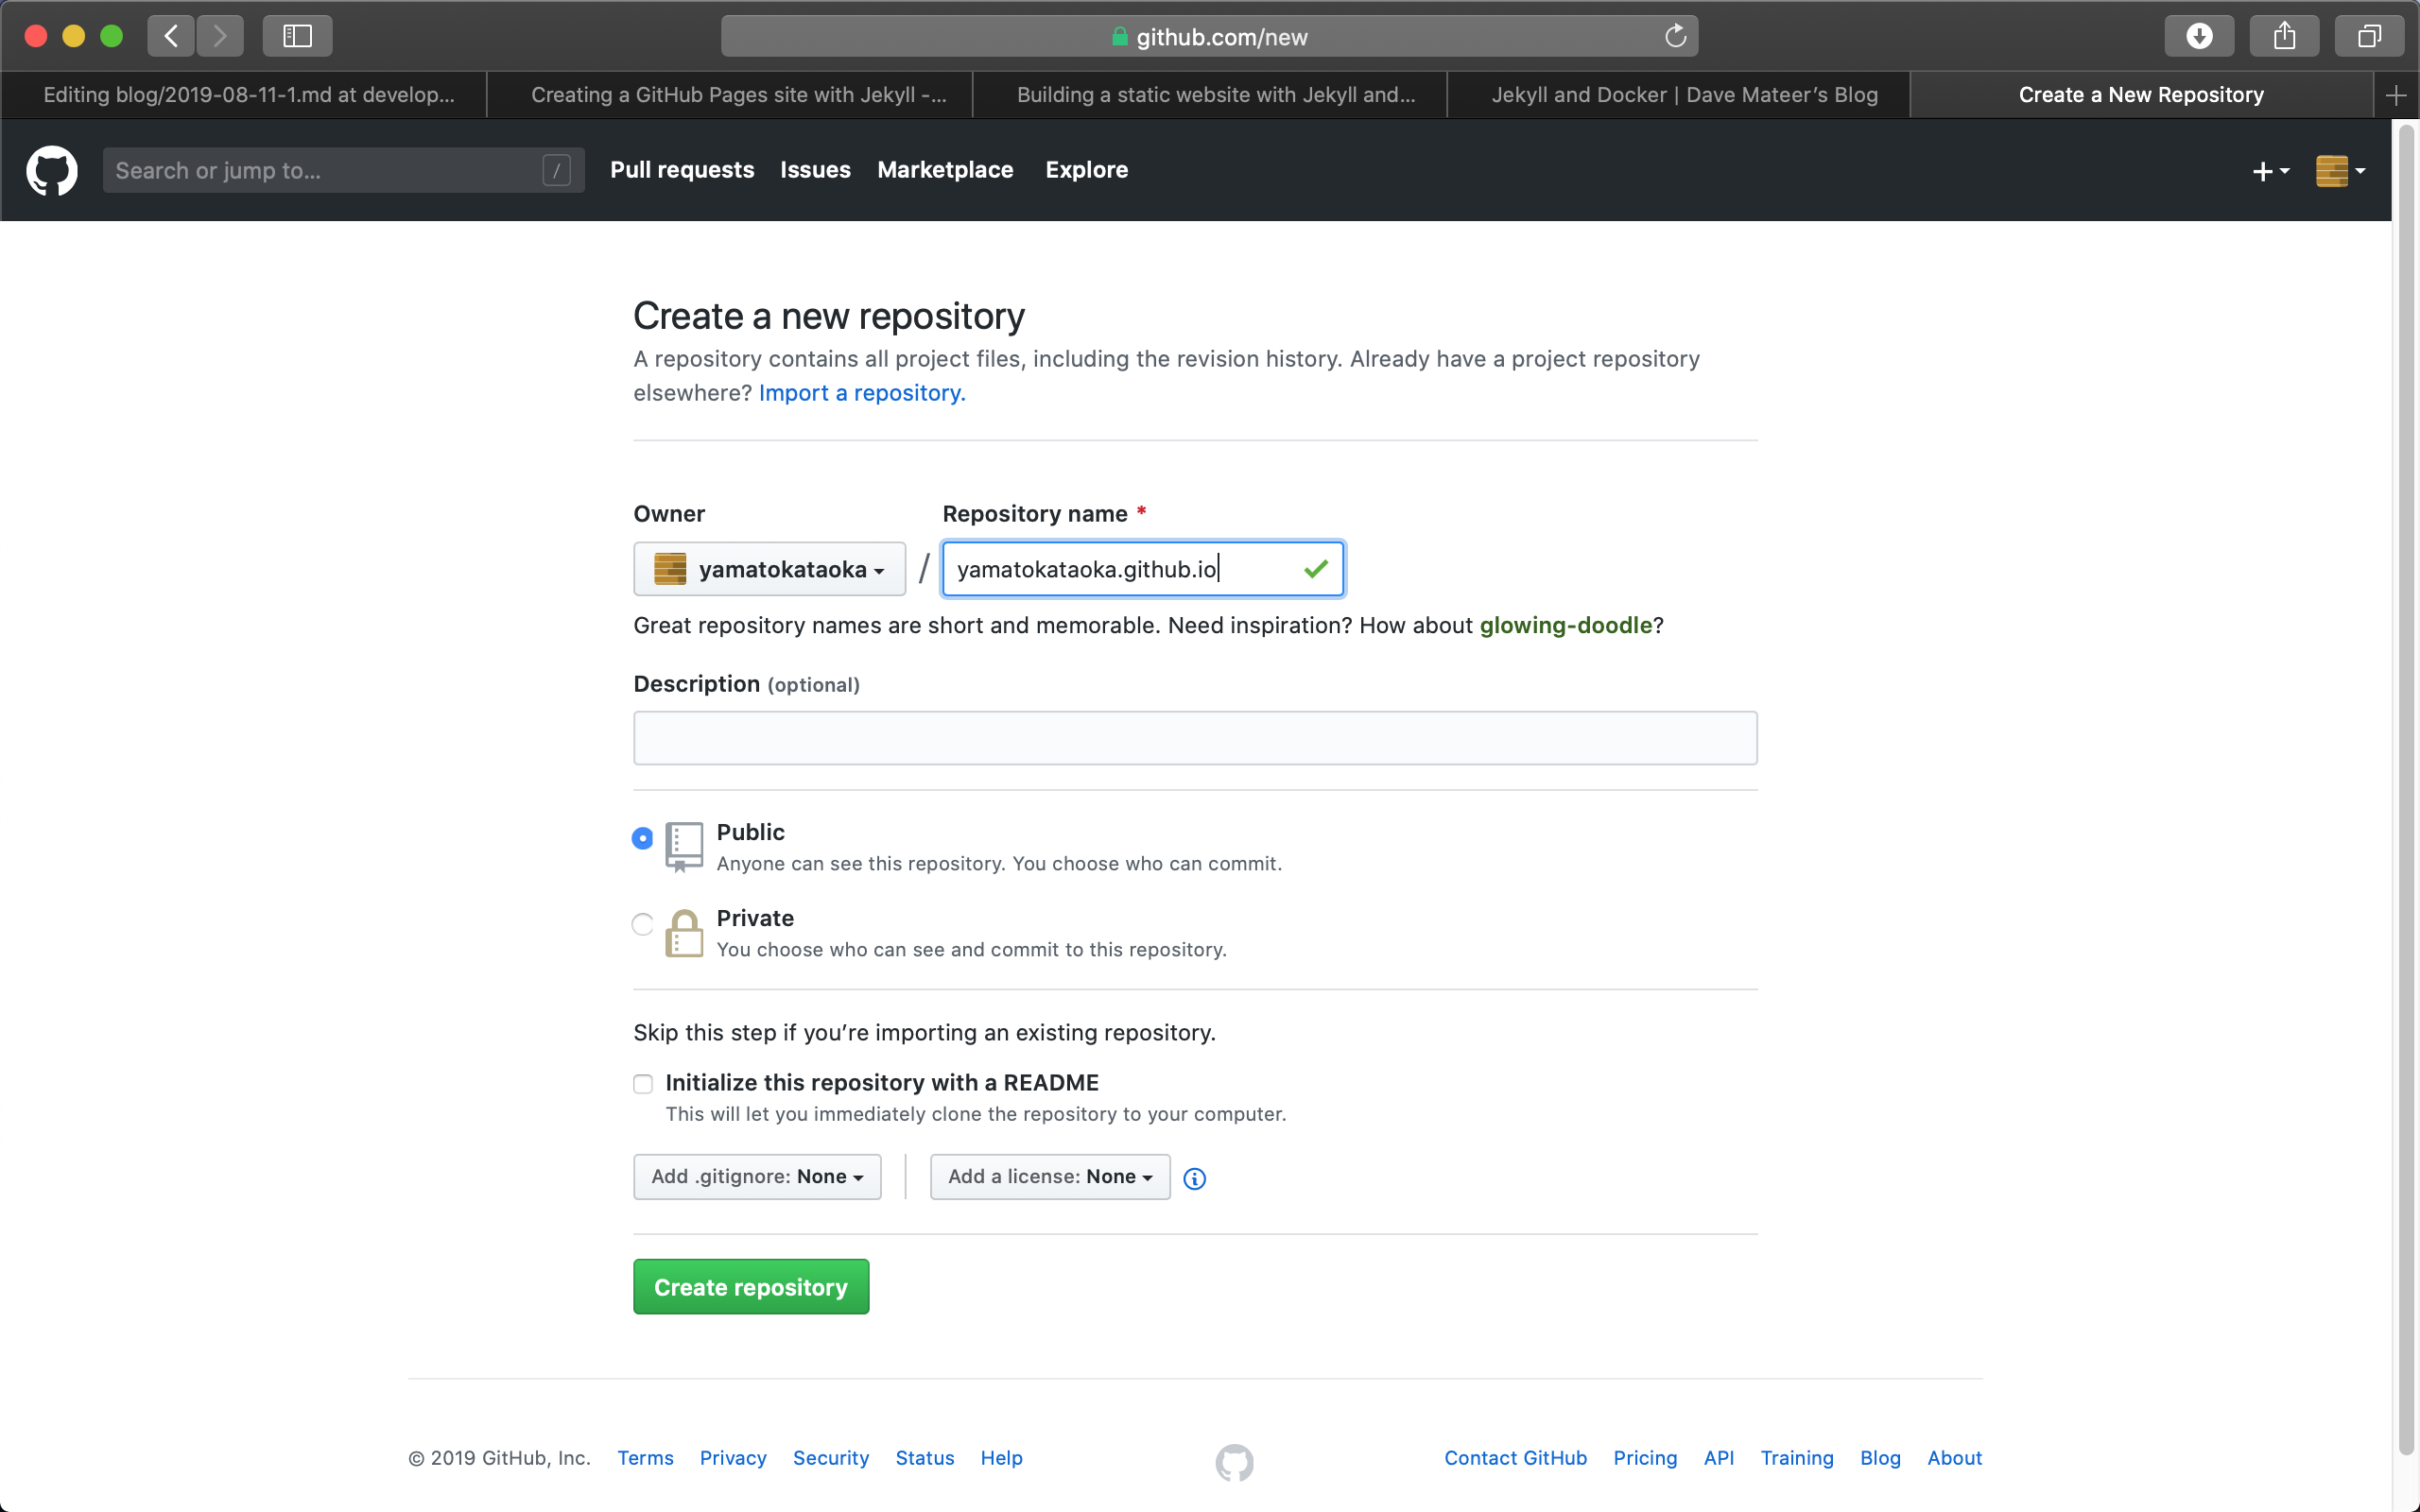 github.com/new
Editing blog/2019-08-11-1.md at develop...
Creating a GitHub Pages site with Jekyll -...
Building a static website with Jekyll and...
Jekyll and Docker | Dave Mateer’s Blog
Create a New Repository
Search or jump to...
/
Pull requests
Issues
Marketplace
Explore
Create a new repository
A repository contains all project files, including the revision history. Already have a project repository
elsewhere? Import a repository.
Owner
Repository name *
yamatokataoka
/
yamatokataoka.github.io
Great repository names are short and memorable. Need inspiration? How about glowing-doodle?
Description (optional)
Public
Anyone can see this repository. You choose who can commit.
Private
You choose who can see and commit to this repository.
Skip this step if you’re importing an existing repository.
Initialize this repository with a README
This will let you immediately clone the repository to your computer.
Add .gitignore: None
Add a license: None
Create repository
© 2019 GitHub, Inc.
Terms
Privacy
Security
Status
Help
Contact GitHub
Pricing
API
Training
Blog
About